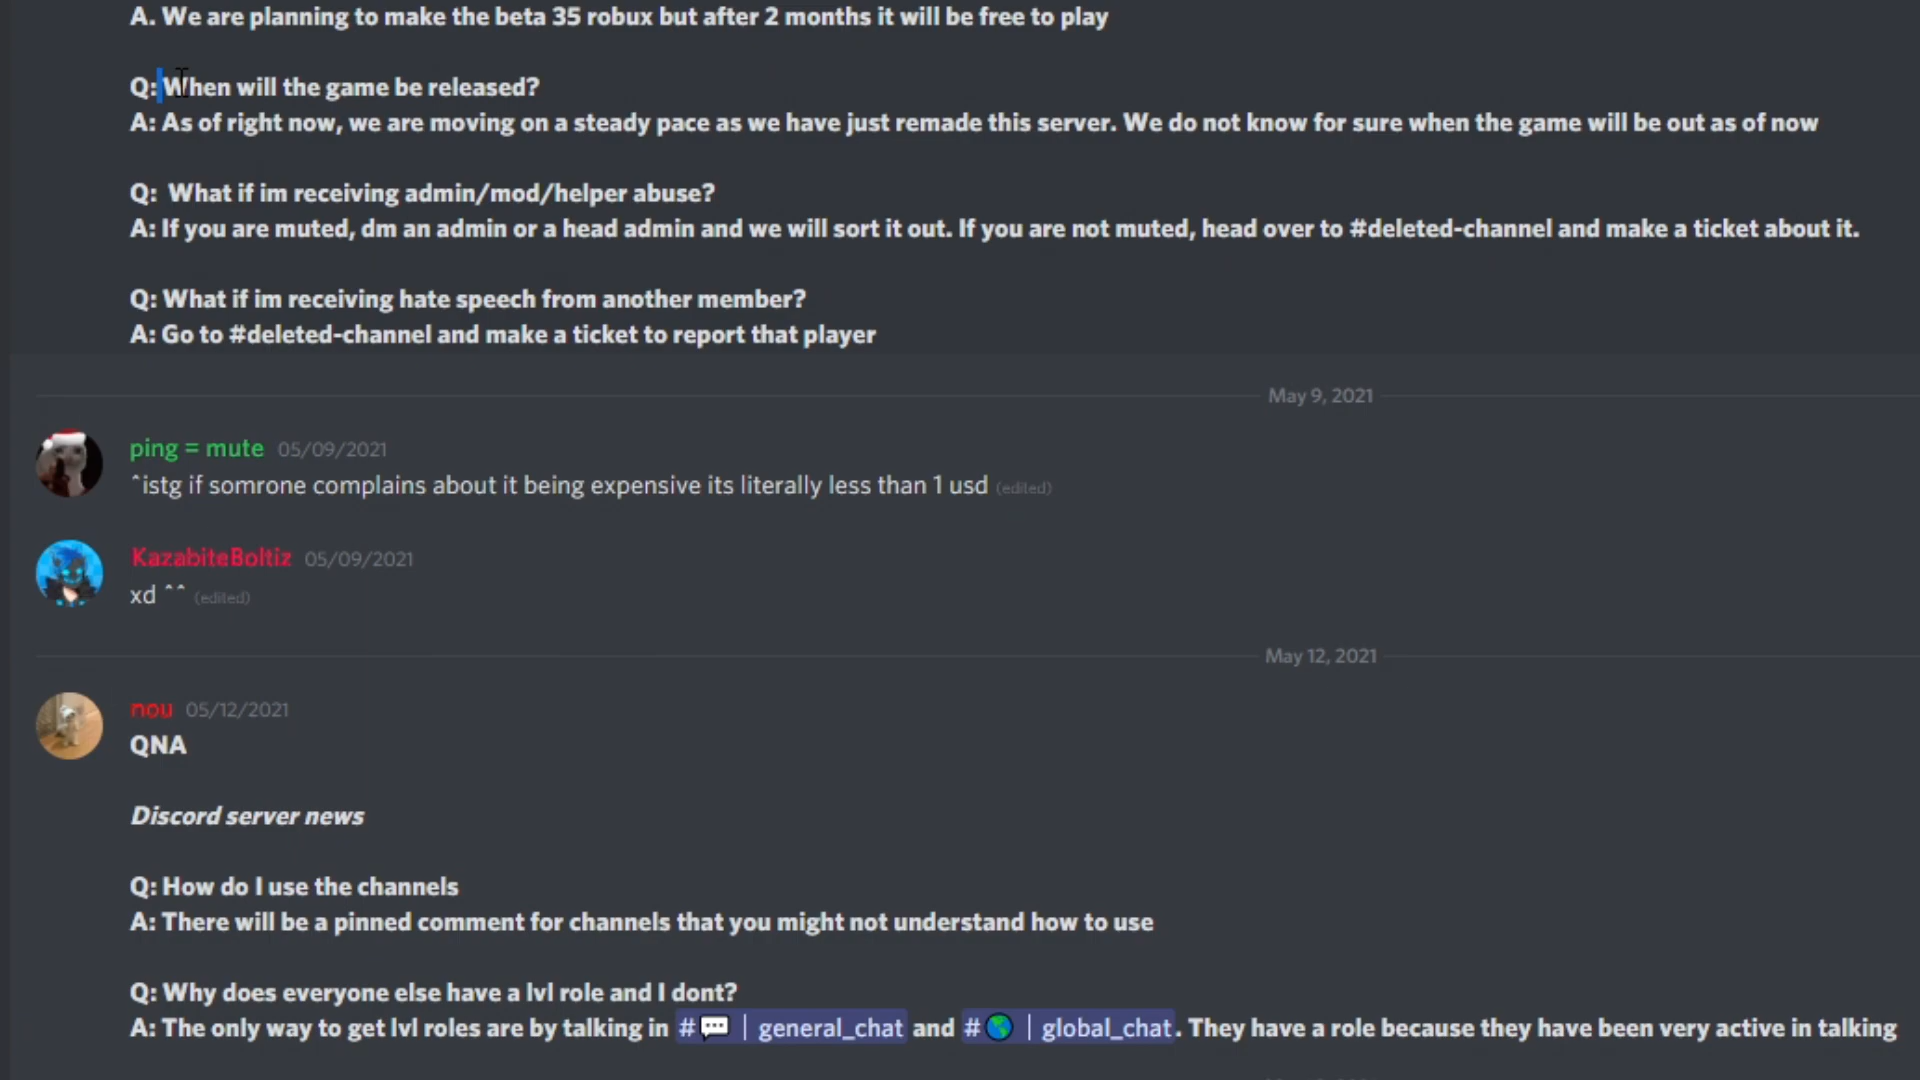 A. We are planning to make the beta 35 robux but after 2 months it will be free to play
Q: When will the game be released?
A: As of right now, we are moving on a steady pace as we have just remade this server. We do not know for sure when the game will be out as of now
Q:  What if im receiving admin/mod/helper abuse?
A: If you are muted, dm an admin or a head admin and we will sort it out. If you are not muted, head over to #deleted-channel and make a ticket about it.
Q: What if im receiving hate speech from another member?
A: Go to #deleted-channel and make a ticket to report that player
May 9, 2021
ping = mute 05/09/2021
^istg if somrone complains about it being expensive its literally less than 1 usd (edited)
KazabiteBoltiz 05/09/2021
xd ^^ (edited)
May 12, 2021
nou 05/12/2021
QNA
Discord server news
Q: How do I use the channels
A: There will be a pinned comment for channels that you might not understand how to use
Q: Why does everyone else have a lvl role and I dont?
A: The only way to get lvl roles are by talking in #💬 | general_chat and #🌎 | global_chat. They have a role because they have been very active in talking